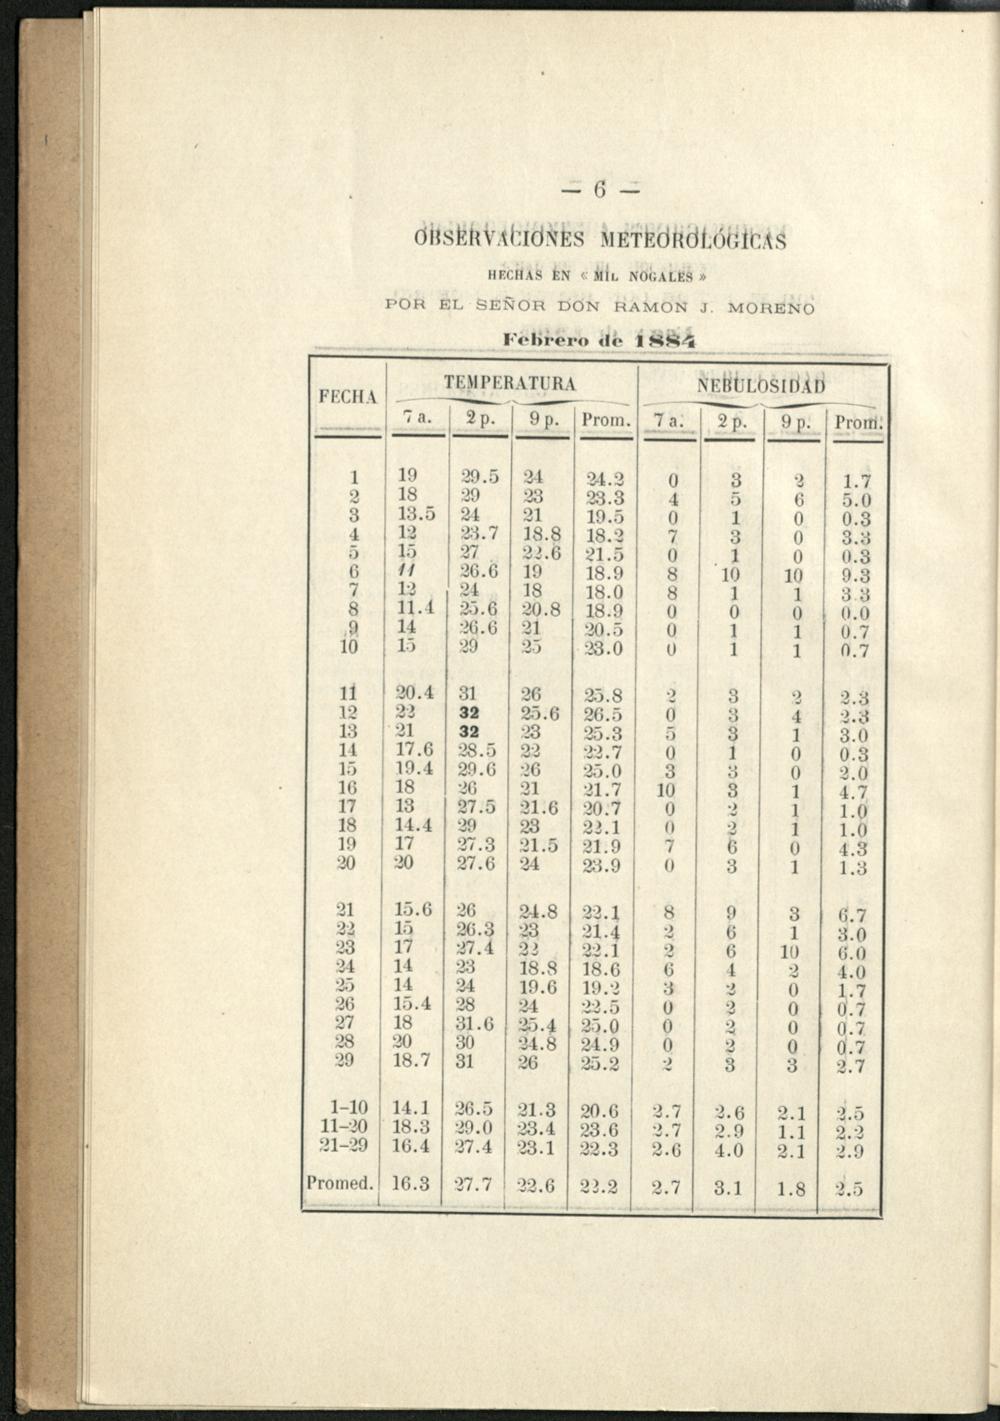 — 6 —
OBSERVACIONES METEOROLÓGICAS
HECHAS EN « MIL NOGALES »
POR EL SEÑOR DON RAMON J. MORENO
Febrero de 1884
FECHA TEMPERATURA NEBULOSIDAD
7 a. 2 p. 9 p. Prom. 7 a. 2 p. 9 p. Prom.
1 19 29.5 24 24.2 0 3 2 1.7
2 18 29 23 23.3 4 5 6 5.0
3 13.5 24 21 19.5 0 1 0 0.3
4 12 23.7 18.8 18.2 7 3 0 3.3
5 15 27 22.6 21.5 0 1 0 0.3
6 11 26.6 19 18.9 8 10 10 9.3
7 12 24 18 18.0 8 1 1 3.3
8 11.4 25.6 20.8 18.9 0 0 0 0.0
9 14 26.6 21 20.5 0 1 1 0.7
10 15 29 25 23.0 0 1 1 0.7
11 20.4 31 26 25.8 2 3 2 2.3
12 22 32 25.6 26.5 0 3 4 2.3
13 21 32 23 25.3 5 3 1 3.0
14 17.6 28.5 22 22.7 0 1 0 0.3
15 19.4 29.6 26 25.0 3 3 0 2.0
16 18 26 21 21.7 10 3 1 4.7
17 13 27.5 21.6 20.7 0 2 1 1.0
18 14.4 29 23 22.1 0 2 1 1.0
19 17 27.3 21.5 21.9 7 6 0 4.3
20 20 27.6 24 23.9 0 3 1 1.3
21 15.6 26 24.8 22.1 8 9 3 6.7
22 15 26.3 23 21.4 2 6 1 3.0
23 17 27.4 22 22.1 2 6 10 6.0
24 14 23 18.8 18.6 6 4 2 4.0
25 14 24 19.6 19.2 3 2 0 1.7
26 15.4 28 24 22.5 0 2 0 0.7
27 18 31.6 25.4 25.0 0 2 0 0.7
28 20 30 24.8 24.9 0 2 0 0.7
29 18.7 31 26 25.2 2 3 3 2.7
1–10 14.1 26.5 21.3 20.6 2.7 2.6 2.1 2.5
11–20 18.3 29.0 23.4 23.6 2.7 2.9 1.1 2.2
21–29 16.4 27.4 23.1 22.3 2.6 4.0 2.1 2.9
Promed. 16.3 27.7 22.6 22.2 2.7 3.1 1.8 2.5